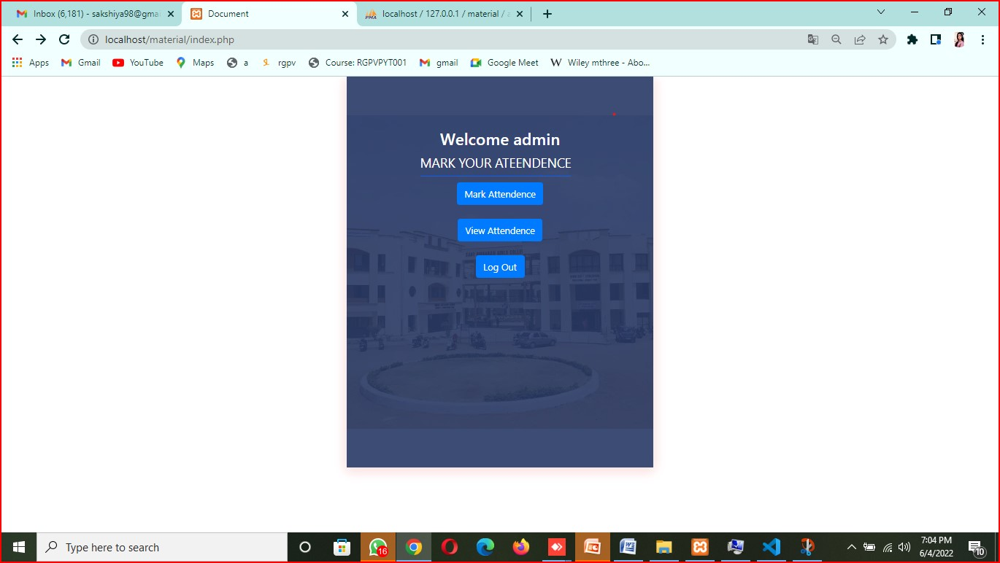 Inbox (6,181) - sakshiya98@gmai
Document
localhost / 127.0.0.1 / material / a
localhost/material/index.php
Apps
Gmail
YouTube
Maps
a
rgpv
Course: RGPVPYT001
gmail
Google Meet
Wiley mthree - Abo...
Welcome admin
MARK YOUR ATEENDENCE
Mark Attendence
View Attendence
Log Out
Type here to search
16
7:04 PM
6/4/2022
10